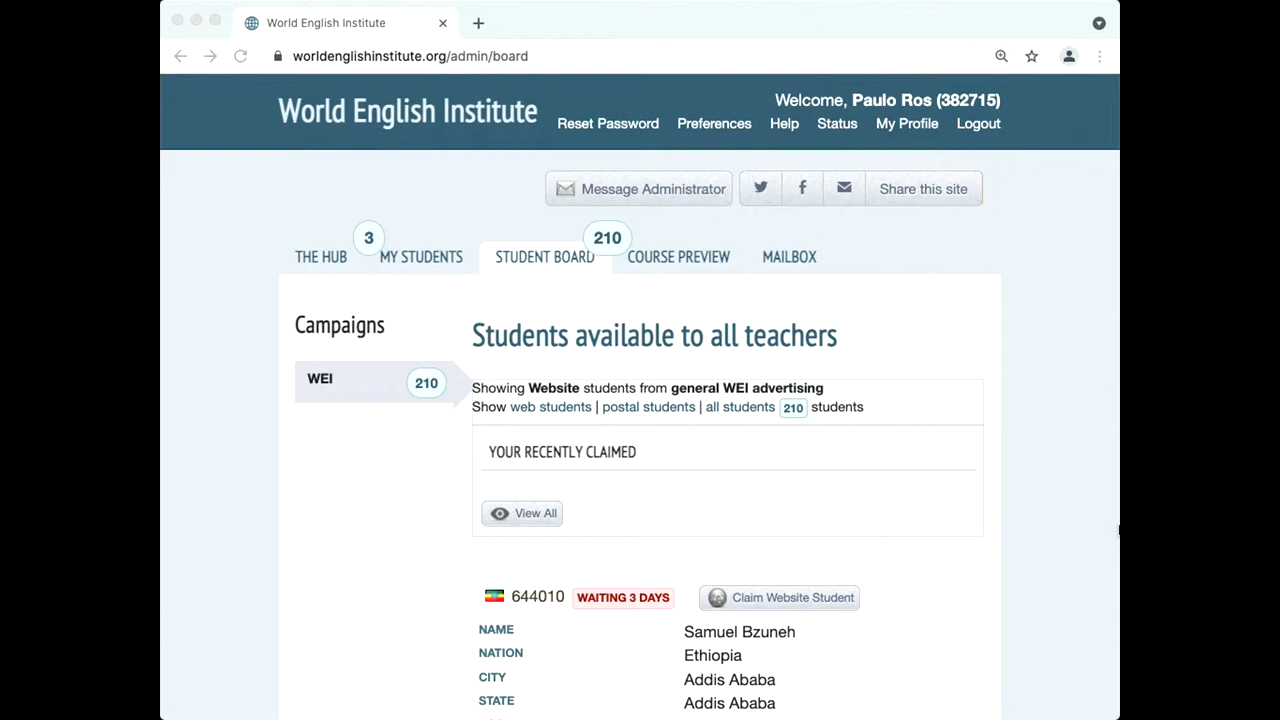 World English Institute
worldenglishinstitute.org/admin/board
World English Institute
Welcome, Paulo Ros (382715)
Reset Password Preferences Help Status My Profile Logout
Message Administrator Share this site
3 210
THE HUB MY STUDENTS STUDENT BOARD COURSE PREVIEW MAILBOX
Campaigns
WEI 210
Students available to all teachers
Showing Website students from general WEI advertising
Show web students | postal students | all students 210 students
YOUR RECENTLY CLAIMED
View All
644010 WAITING 3 DAYS Claim Website Student
NAME Samuel Bzuneh
NATION Ethiopia
CITY Addis Ababa
STATE Addis Ababa